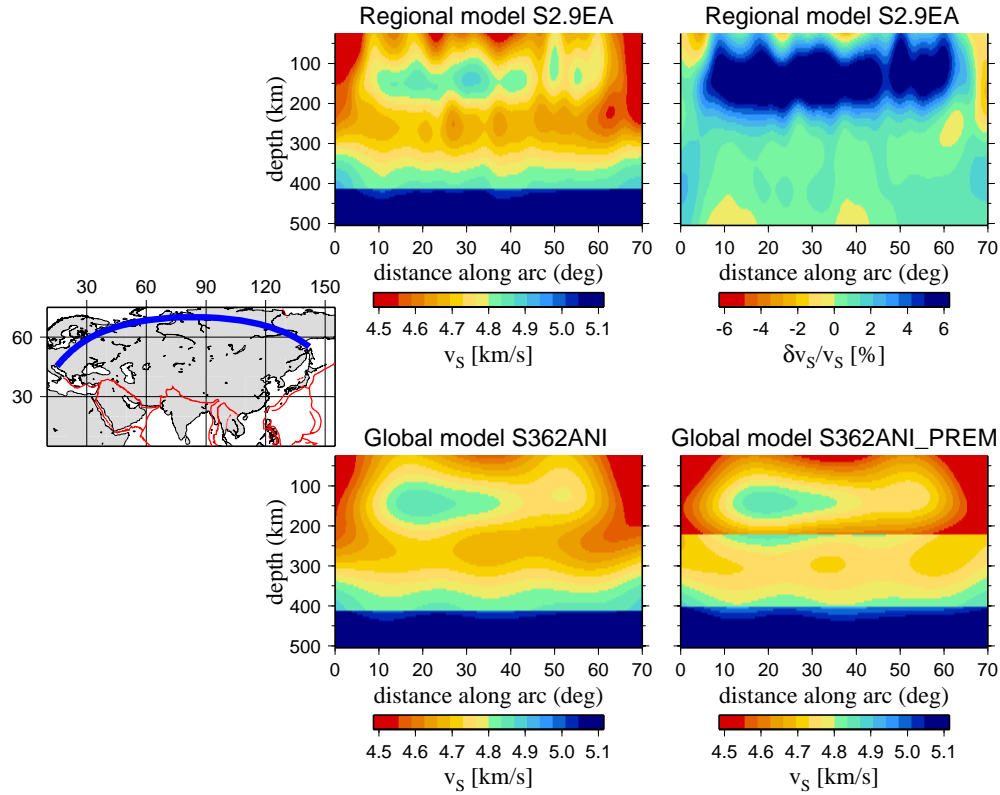 Regional model S2.9EA
Regional model S2.9EA
depth (km)
100
200
300
400
500
0 10 20 30 40 50 60 70
0 10 20 30 40 50 60 70
distance along arc (deg)
distance along arc (deg)
4.5 4.6 4.7 4.8 4.9 5.0 5.1
-6 -4 -2 0 2 4 6
vS [km/s]
δvS/vS [%]
30 60 90 120 150
60
30
Global model S362ANI
Global model S362ANI_PREM
depth (km)
100
200
300
400
500
0 10 20 30 40 50 60 70
0 10 20 30 40 50 60 70
distance along arc (deg)
distance along arc (deg)
4.5 4.6 4.7 4.8 4.9 5.0 5.1
4.5 4.6 4.7 4.8 4.9 5.0 5.1
vS [km/s]
vS [km/s]